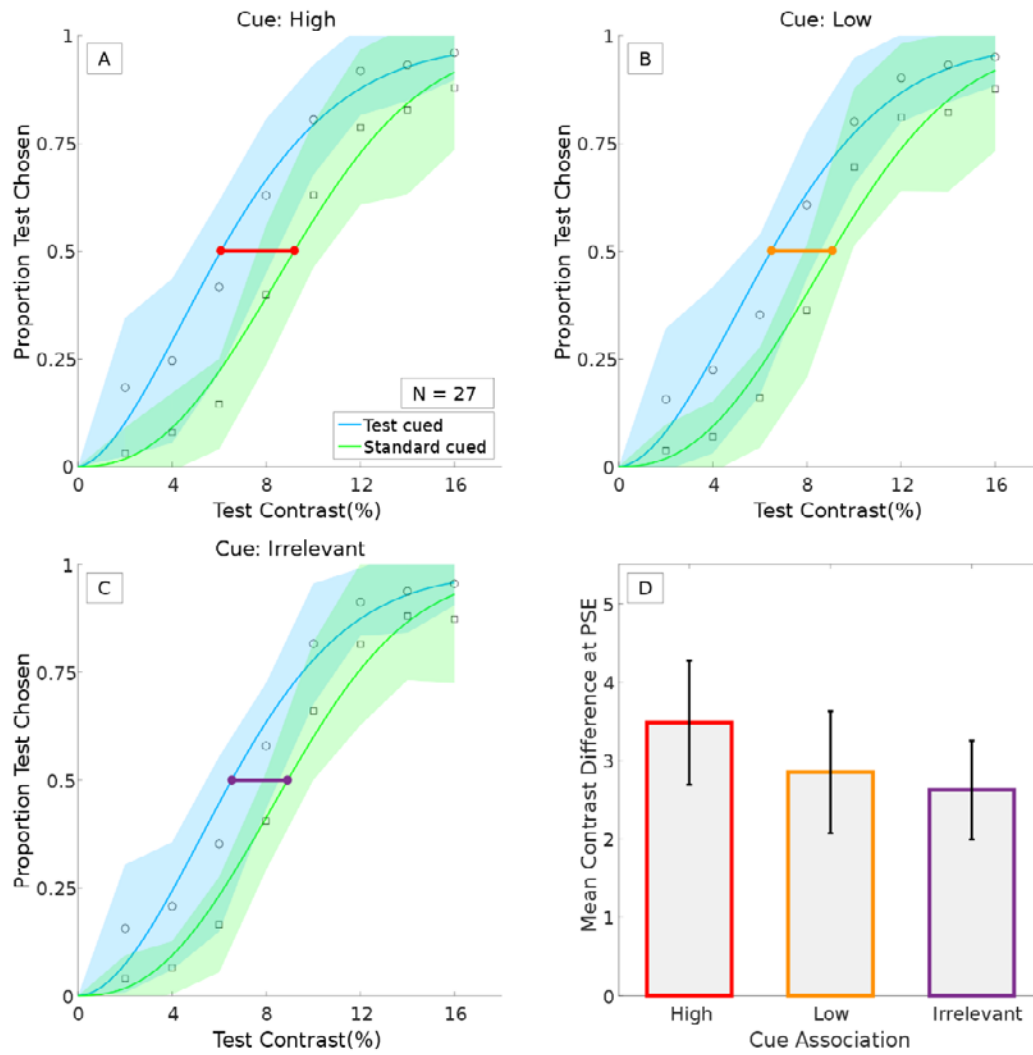 Cue: High
A
1
0.75
0.5
0.25
0
Proportion Test Chosen
N = 27
Test cued
Standard cued
0 4 8 12 16
Test Contrast(%)
Cue: Low
B
1
0.75
0.5
0.25
0
Proportion Test Chosen
0 4 8 12 16
Test Contrast(%)
Cue: Irrelevant
C
1
0.75
0.5
0.25
0
Proportion Test Chosen
0 4 8 12 16
Test Contrast(%)
D
5
4
3
2
1
0
Mean Contrast Difference at PSE
High Low Irrelevant
Cue Association